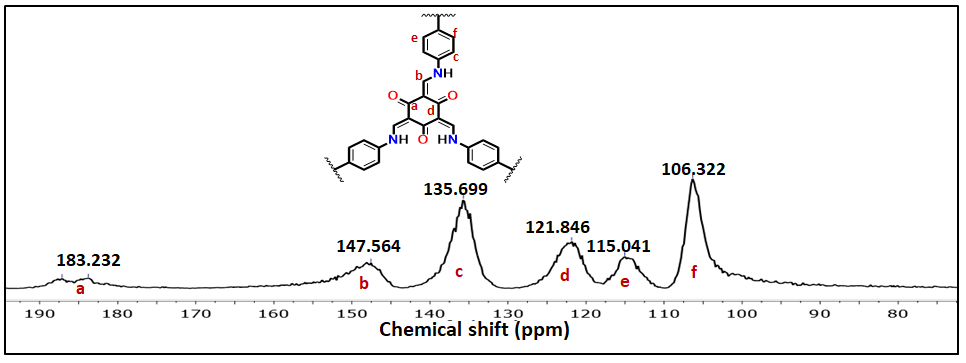 e f
c
NH
b
O a d O
NH O HN
183.232
147.564
135.699
121.846
115.041
106.322
a b c d e f
190 180 170 160 150 140 130 120 110 100 90 80
Chemical shift (ppm)